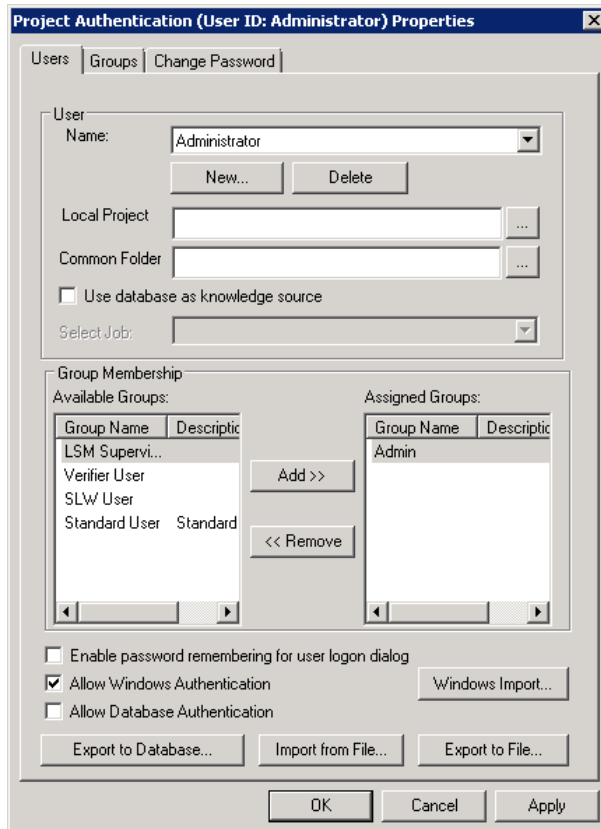 Project Authentication (User ID: Administrator) Properties
Users Groups Change Password
User
Name: Administrator
New... Delete
Local Project ...
Common Folder ...
Use database as knowledge source
Select Job:
Group Membership
Available Groups: Assigned Groups:
Group Name Descriptic Group Name Descriptic
LSM Supervi... Admin
Verifier User Add >>
SLW User
Standard User Standard
<< Remove
Enable password remembering for user logon dialog
Allow Windows Authentication Windows Import...
Allow Database Authentication
Export to Database... Import from File... Export to File...
OK Cancel Apply